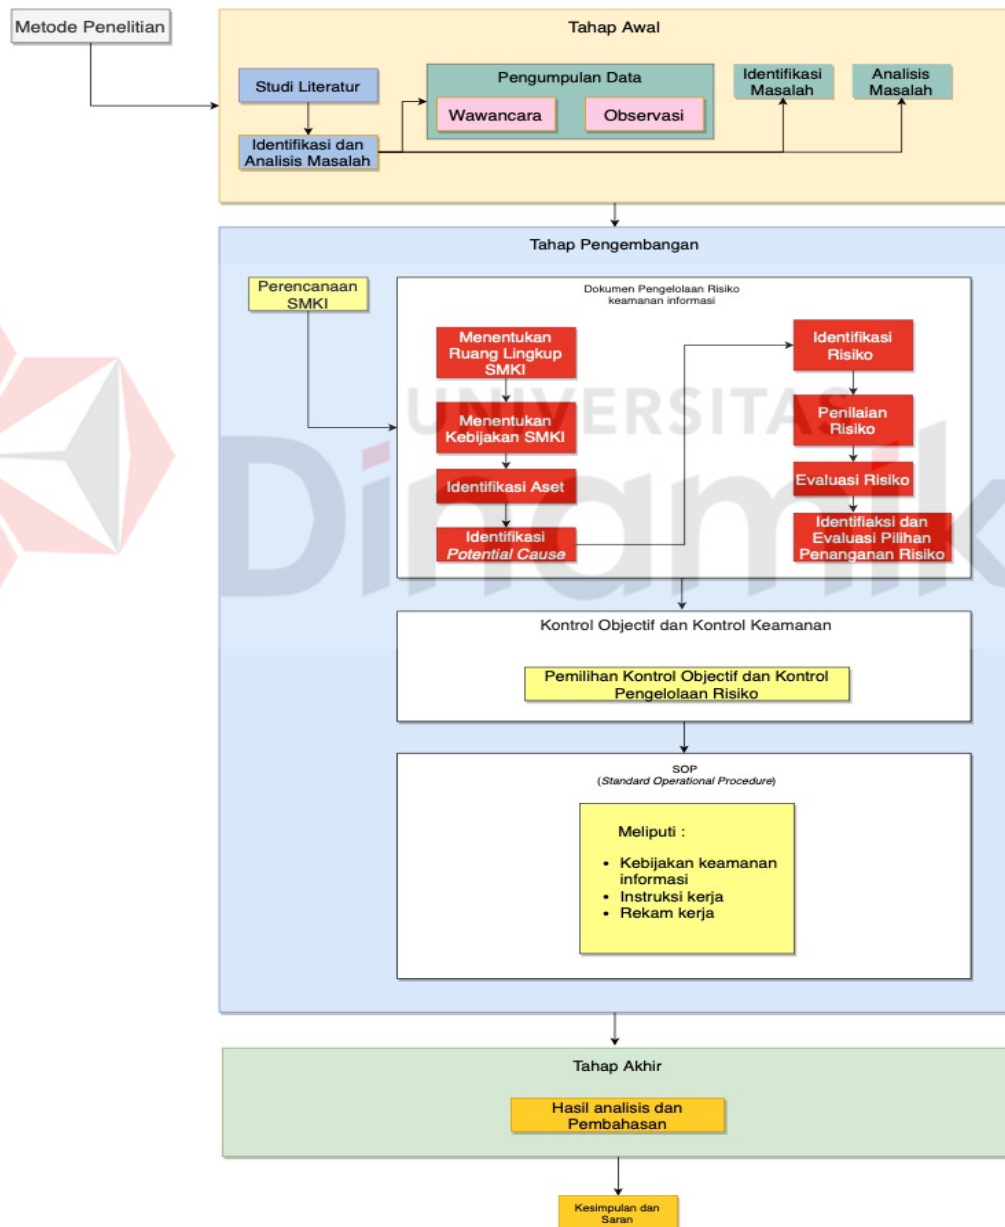 Metode Penelitian
Tahap Awal
Studi Literatur
Identifikasi dan
Analisis Masalah
Pengumpulan Data
Wawancara
Observasi
Identifikasi
Masalah
Analisis
Masalah
Tahap Pengembangan
Perencanaan
SMKI
Dokumen Pengelolaan Risiko
keamanan informasi
Menentukan
Ruang Lingkup
SMKI
Menentukan
Kebijakan SMKI
Identifikasi Aset
Identifikasi
Potential Cause
Identifikasi
Risiko
Penilaian
Risiko
Evaluasi Risiko
Identifiaksi dan
Evaluasi Pilihan
Penanganan Risiko
UNIVERSITAS
Dinamika
Kontrol Objectif dan Kontrol Keamanan
Pemilihan Kontrol Objectif dan Kontrol
Pengelolaan Risiko
SOP
(Standard Operational Procedure)
Meliputi :
• Kebijakan keamanan
informasi
• Instruksi kerja
• Rekam kerja
Tahap Akhir
Hasil analisis dan
Pembahasan
Kesimpulan dan
Saran